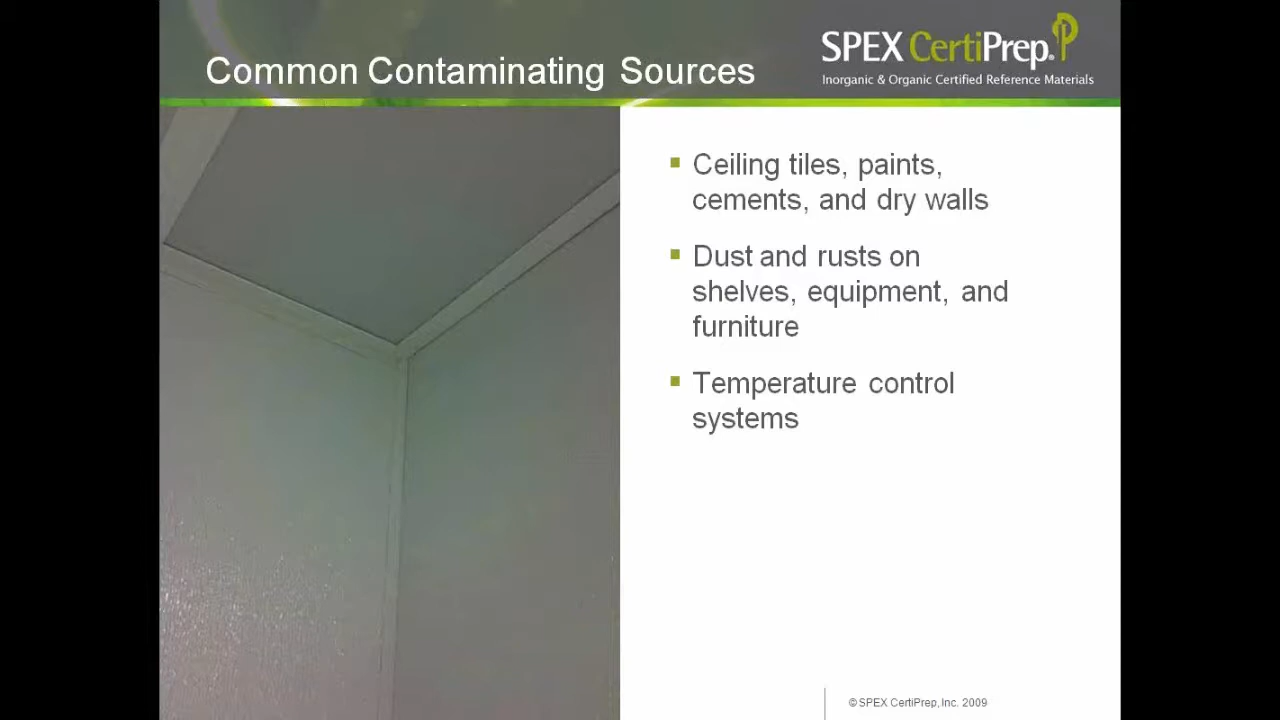 Common Contaminating Sources
SPEX CertiPrep.
Inorganic & Organic Certified Reference Materials
Ceiling tiles, paints,
cements, and dry walls
Dust and rusts on
shelves, equipment, and
furniture
Temperature control
systems
© SPEX CertiPrep, Inc. 2009